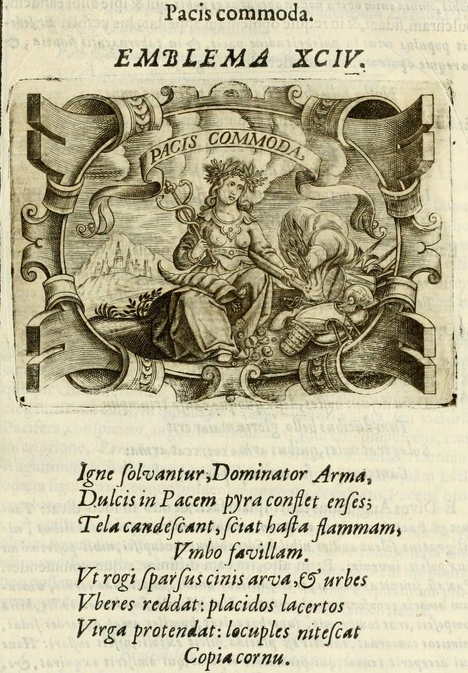 Pacis commoda.
EMBLEMA XCIV.
PACIS COMMODA
Igne ſolvantur, Dominator Arma,
Dulcis in Pacem pyra conflet enſes;
Tela candeſcant, ſciat haſta flammam,
Vmbo favillam.
Vt rogi ſparſus cinis arva, & urbes
Vberes reddat: placidos lacertos
Virga protendat: locuples niteſcat
Copia cornu.